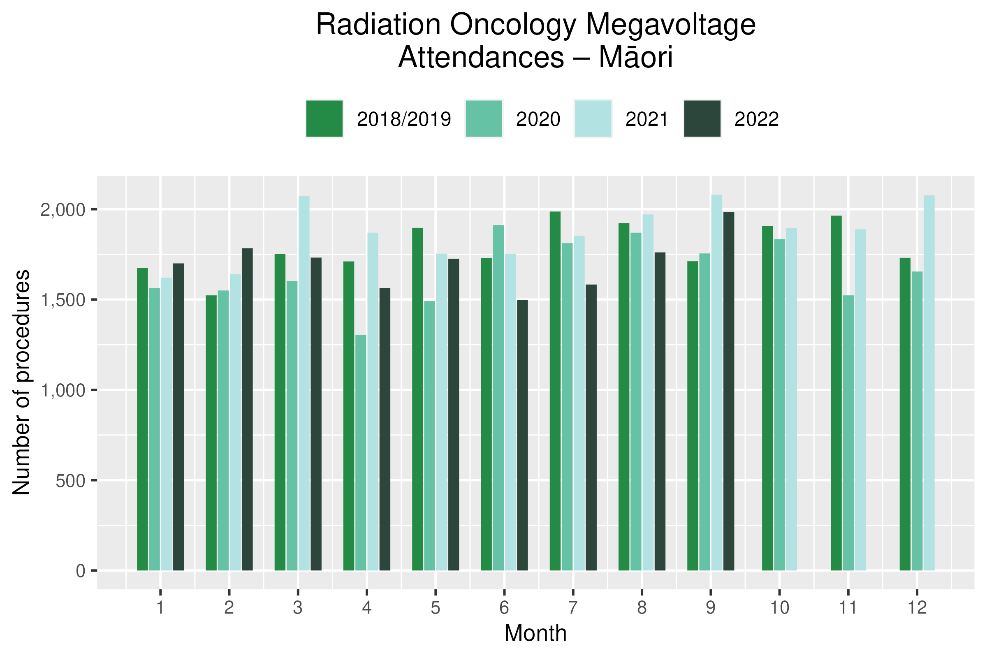 Radiation Oncology Megavoltage
Attendances – Māori
2018/2019 2020 2021 2022
Number of procedures
2,000
1,500
1,000
500
0
1 2 3 4 5 6 7 8 9 10 11 12
Month